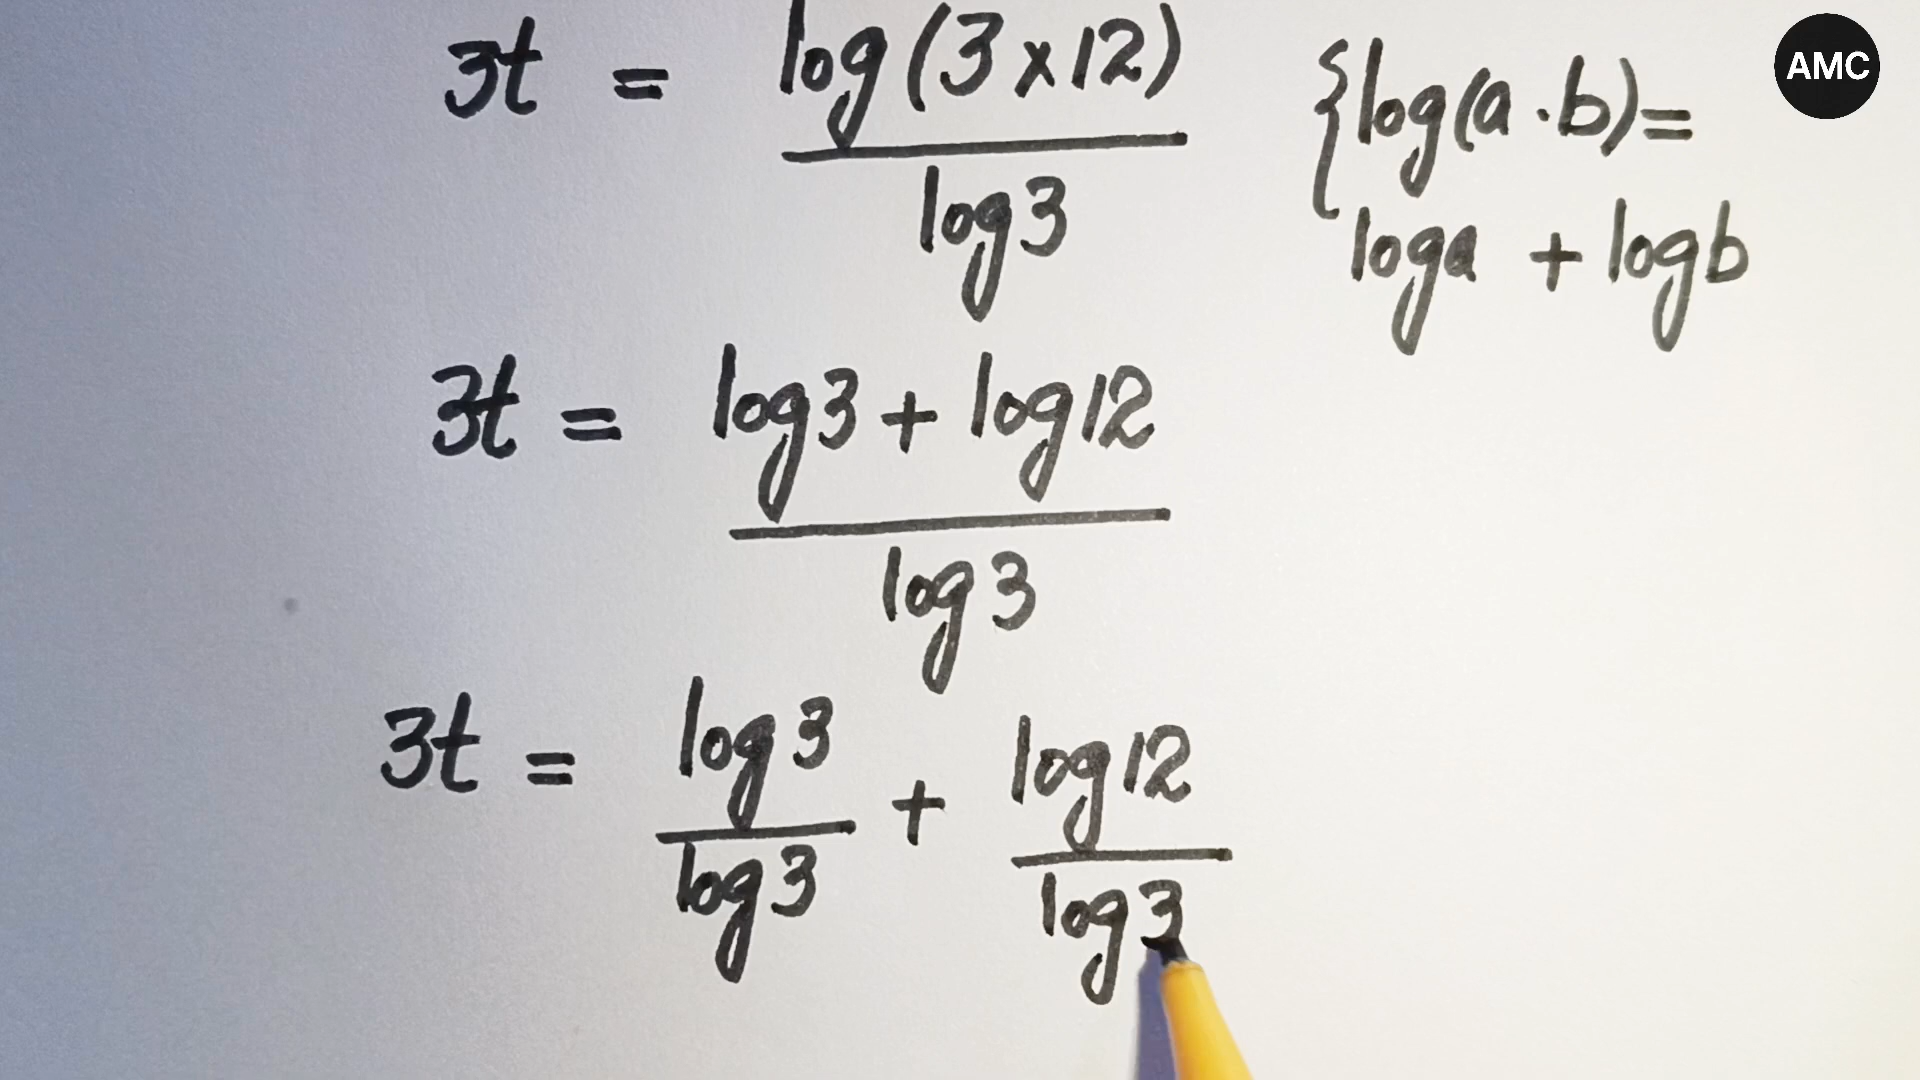 3t = log(3×12) / log3
{log(a·b)=
loga + logb
3t = log3 + log12 / log3
3t = log3 / log3 + log12 / log3
AMC